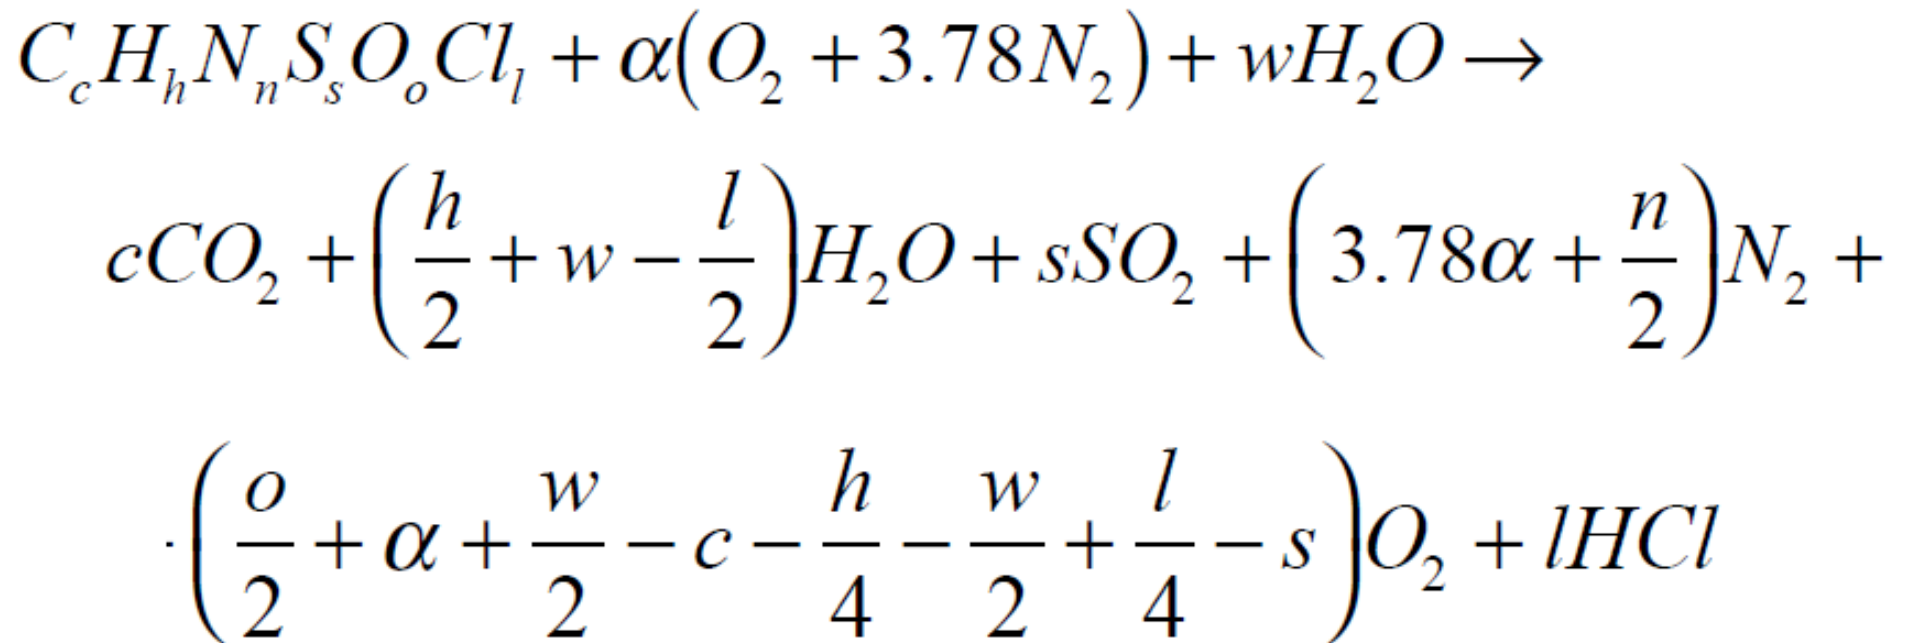 C_cH_hN_nS_sO_oCl_l + α(O_2 + 3.78N_2) + wH_2O →
cCO_2 + (h/2 + w − l/2)H_2O + sSO_2 + (3.78α + n/2)N_2 +
·(o/2 + α + w/2 − c − h/4 − w/2 + l/4 − s)O_2 + lHCl